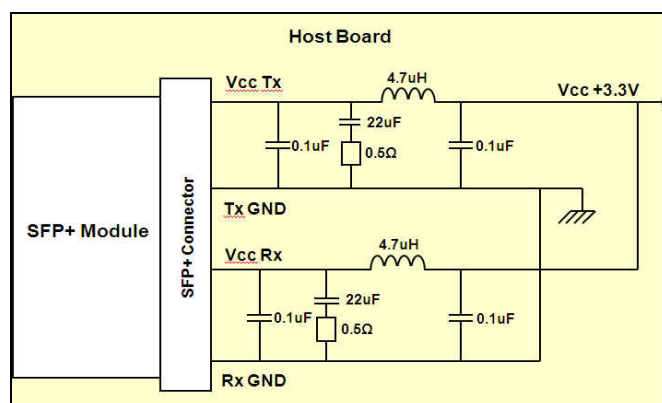 Host Board
4.7uH
Vcc Tx
Vcc +3.3V
22uF
0.1uF
0.5Ω
0.1uF
Tx GND
SFP+ Module
SFP+ Connector
4.7uH
Vcc Rx
22uF
0.1uF
0.5Ω
0.1uF
Rx GND